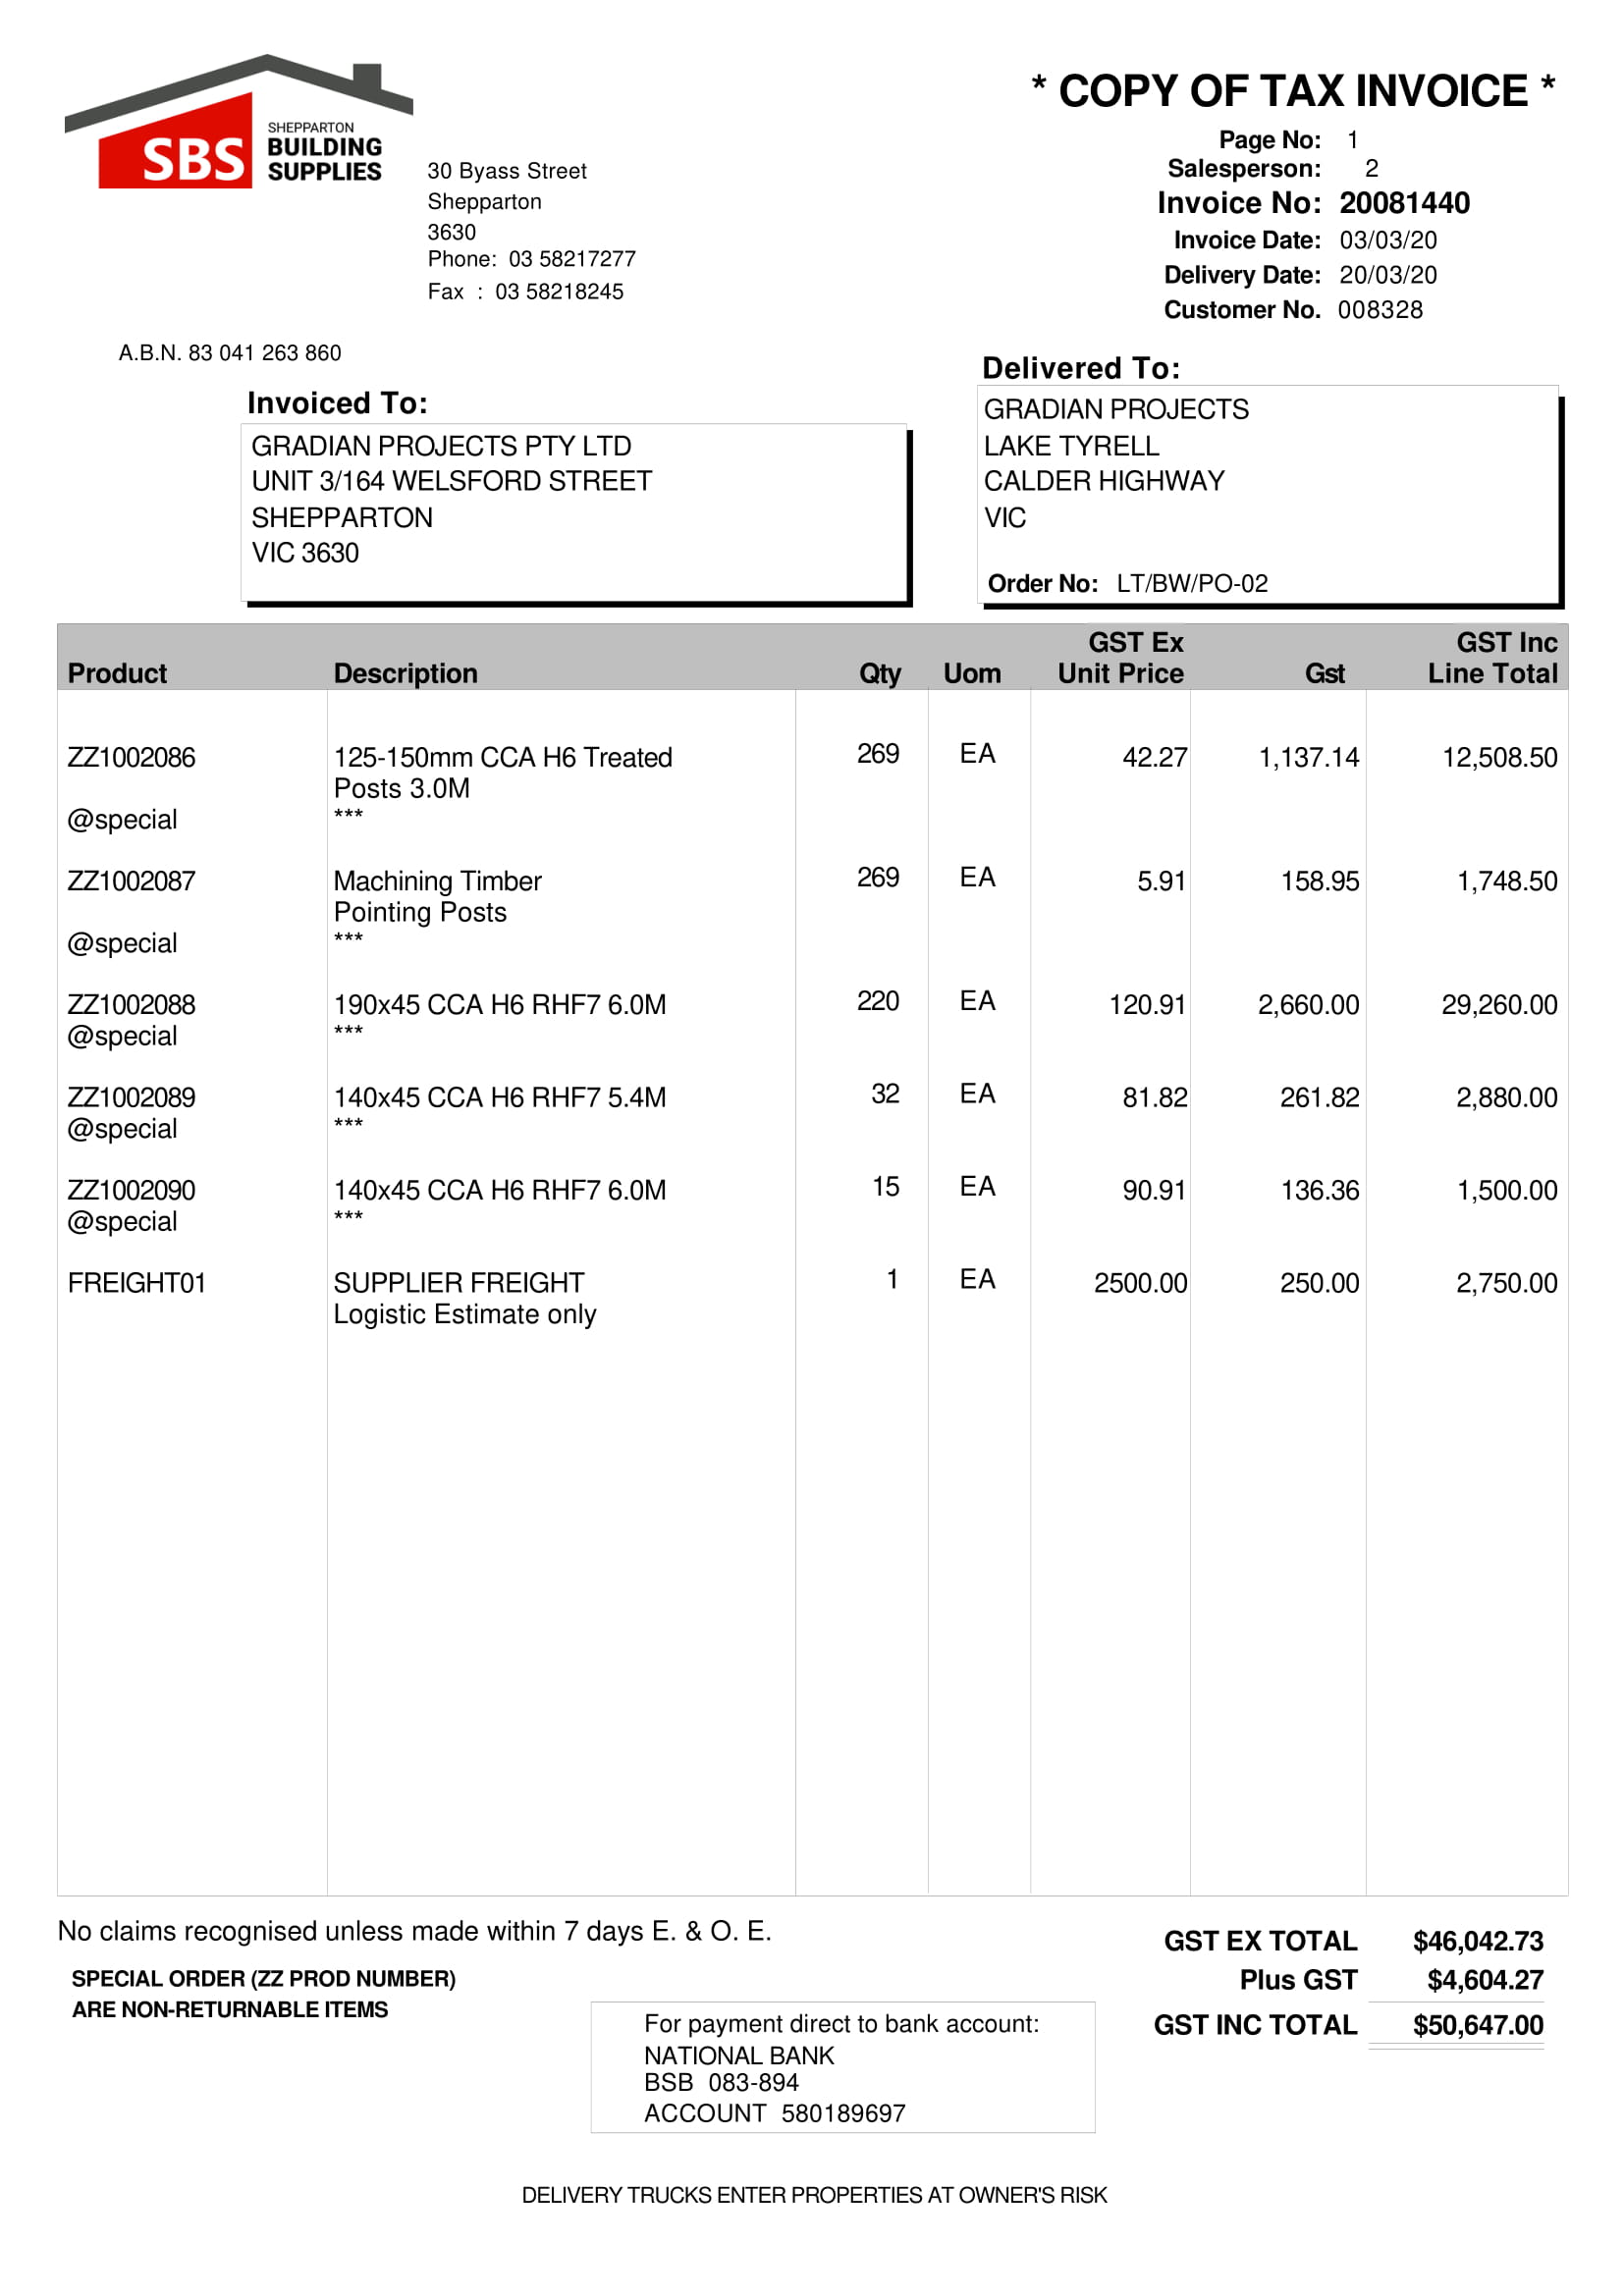 SBS SHEPPARTON BUILDING SUPPLIES
30 Byass Street
Shepparton
3630
Phone: 03 58217277
Fax : 03 58218245
A.B.N. 83 041 263 860
* COPY OF TAX INVOICE *
Page No: 1
Salesperson: 2
Invoice No: 20081440
Invoice Date: 03/03/20
Delivery Date: 20/03/20
Customer No. 008328
Invoiced To:
GRADIAN PROJECTS PTY LTD
UNIT 3/164 WELSFORD STREET
SHEPPARTON
VIC 3630
Delivered To:
GRADIAN PROJECTS
LAKE TYRELL
CALDER HIGHWAY
VIC
Order No: LT/BW/PO-02
GST Ex GST Inc
Product Description Qty Uom Unit Price Gst Line Total
ZZ1002086 125-150mm CCA H6 Treated 269 EA 42.27 1,137.14 12,508.50
Posts 3.0M
@special ***
ZZ1002087 Machining Timber 269 EA 5.91 158.95 1,748.50
Pointing Posts
@special ***
ZZ1002088 190x45 CCA H6 RHF7 6.0M 220 EA 120.91 2,660.00 29,260.00
@special ***
ZZ1002089 140x45 CCA H6 RHF7 5.4M 32 EA 81.82 261.82 2,880.00
@special ***
ZZ1002090 140x45 CCA H6 RHF7 6.0M 15 EA 90.91 136.36 1,500.00
@special ***
FREIGHT01 SUPPLIER FREIGHT 1 EA 2500.00 250.00 2,750.00
Logistic Estimate only
No claims recognised unless made within 7 days E. & O. E.
SPECIAL ORDER (ZZ PROD NUMBER)
ARE NON-RETURNABLE ITEMS
For payment direct to bank account:
NATIONAL BANK
BSB 083-894
ACCOUNT 580189697
GST EX TOTAL $46,042.73
Plus GST $4,604.27
GST INC TOTAL $50,647.00
DELIVERY TRUCKS ENTER PROPERTIES AT OWNER'S RISK